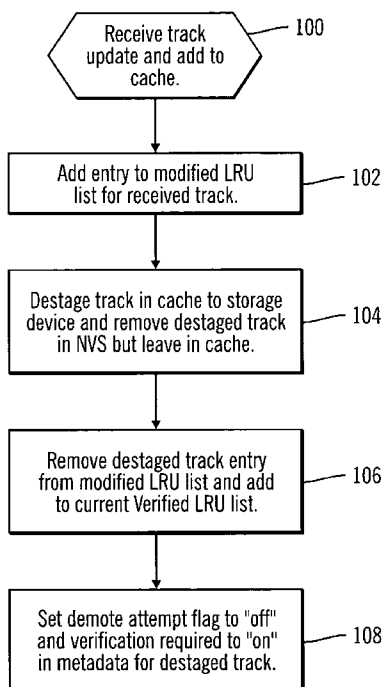 Receive track
update and add to
cache.
100
Add entry to modified LRU
list for received track.
102
Destage track in cache to storage
device and remove destaged track
in NVS but leave in cache.
104
Remove destaged track entry
from modified LRU list and add
to current Verified LRU list.
106
Set demote attempt flag to "off"
and verification required to "on"
in metadata for destaged track.
108